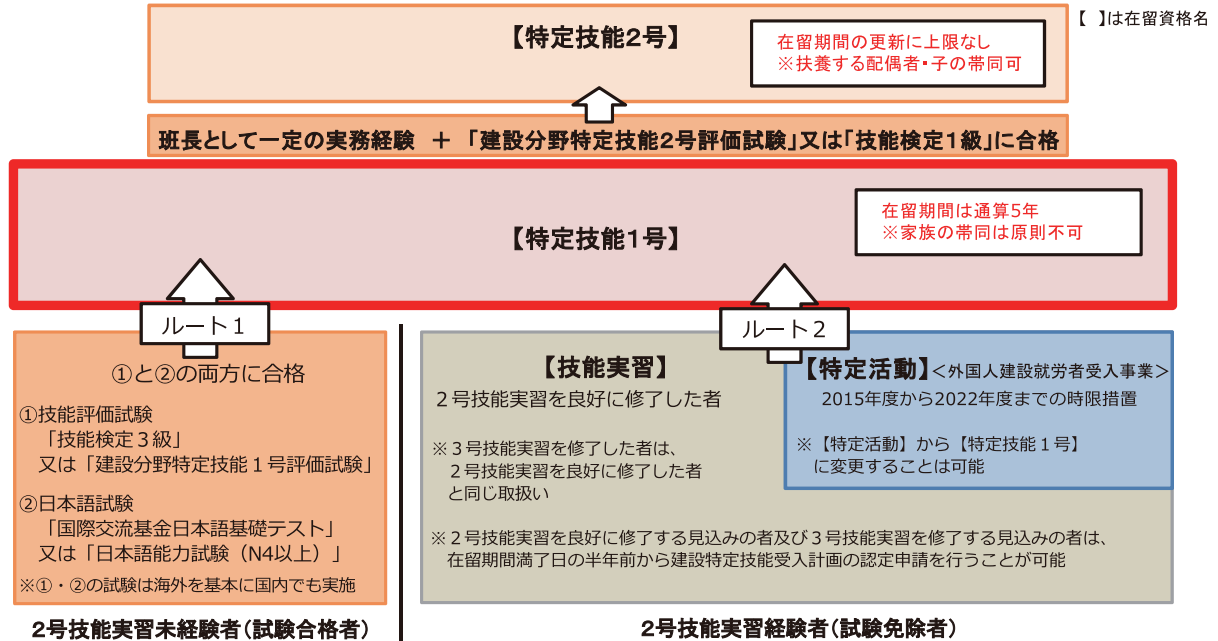 【 】は在留資格名
【特定技能2号】
在留期間の更新に上限なし
※扶養する配偶者・子の帯同可
班長として一定の実務経験 ＋ 「建設分野特定技能2号評価試験」又は「技能検定1級」に合格
【特定技能1号】
在留期間は通算5年
※家族の帯同は原則不可
ルート１
①と②の両方に合格
①技能評価試験
「技能検定３級」
又は「建設分野特定技能１号評価試験」
②日本語試験
「国際交流基金日本語基礎テスト」
又は「日本語能力試験（N4以上）」
※①・②の試験は海外を基本に国内でも実施
2号技能実習未経験者（試験合格者）
ルート２
【技能実習】
２号技能実習を良好に修了した者
※３号技能実習を修了した者は、
２号技能実習を良好に修了した者
と同じ取扱い
【特定活動】＜外国人建設就労者受入事業＞
2015年度から2022年度までの時限措置
※【特定活動】から【特定技能１号】
に変更することは可能
※２号技能実習を良好に修了する見込みの者及び３号技能実習を修了する見込みの者は、
在留期間満了日の半年前から建設特定技能受入計画の認定申請を行うことが可能
2号技能実習経験者（試験免除者）